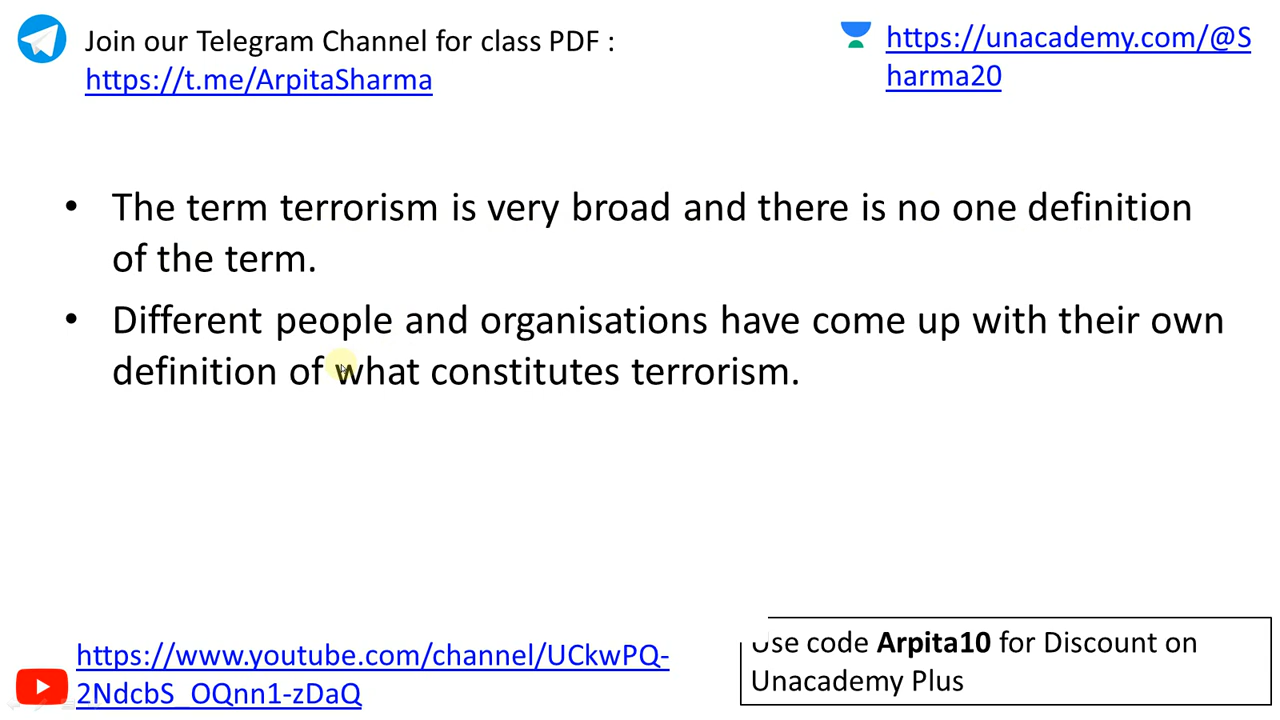 Join our Telegram Channel for class PDF :
https://t.me/ArpitaSharma
https://unacademy.com/@S
harma20
• The term terrorism is very broad and there is no one definition
of the term.
• Different people and organisations have come up with their own
definition of what constitutes terrorism.
https://www.youtube.com/channel/UCkwPQ-
2NdcbS_OQnn1-zDaQ
Use code Arpita10 for Discount on
Unacademy Plus